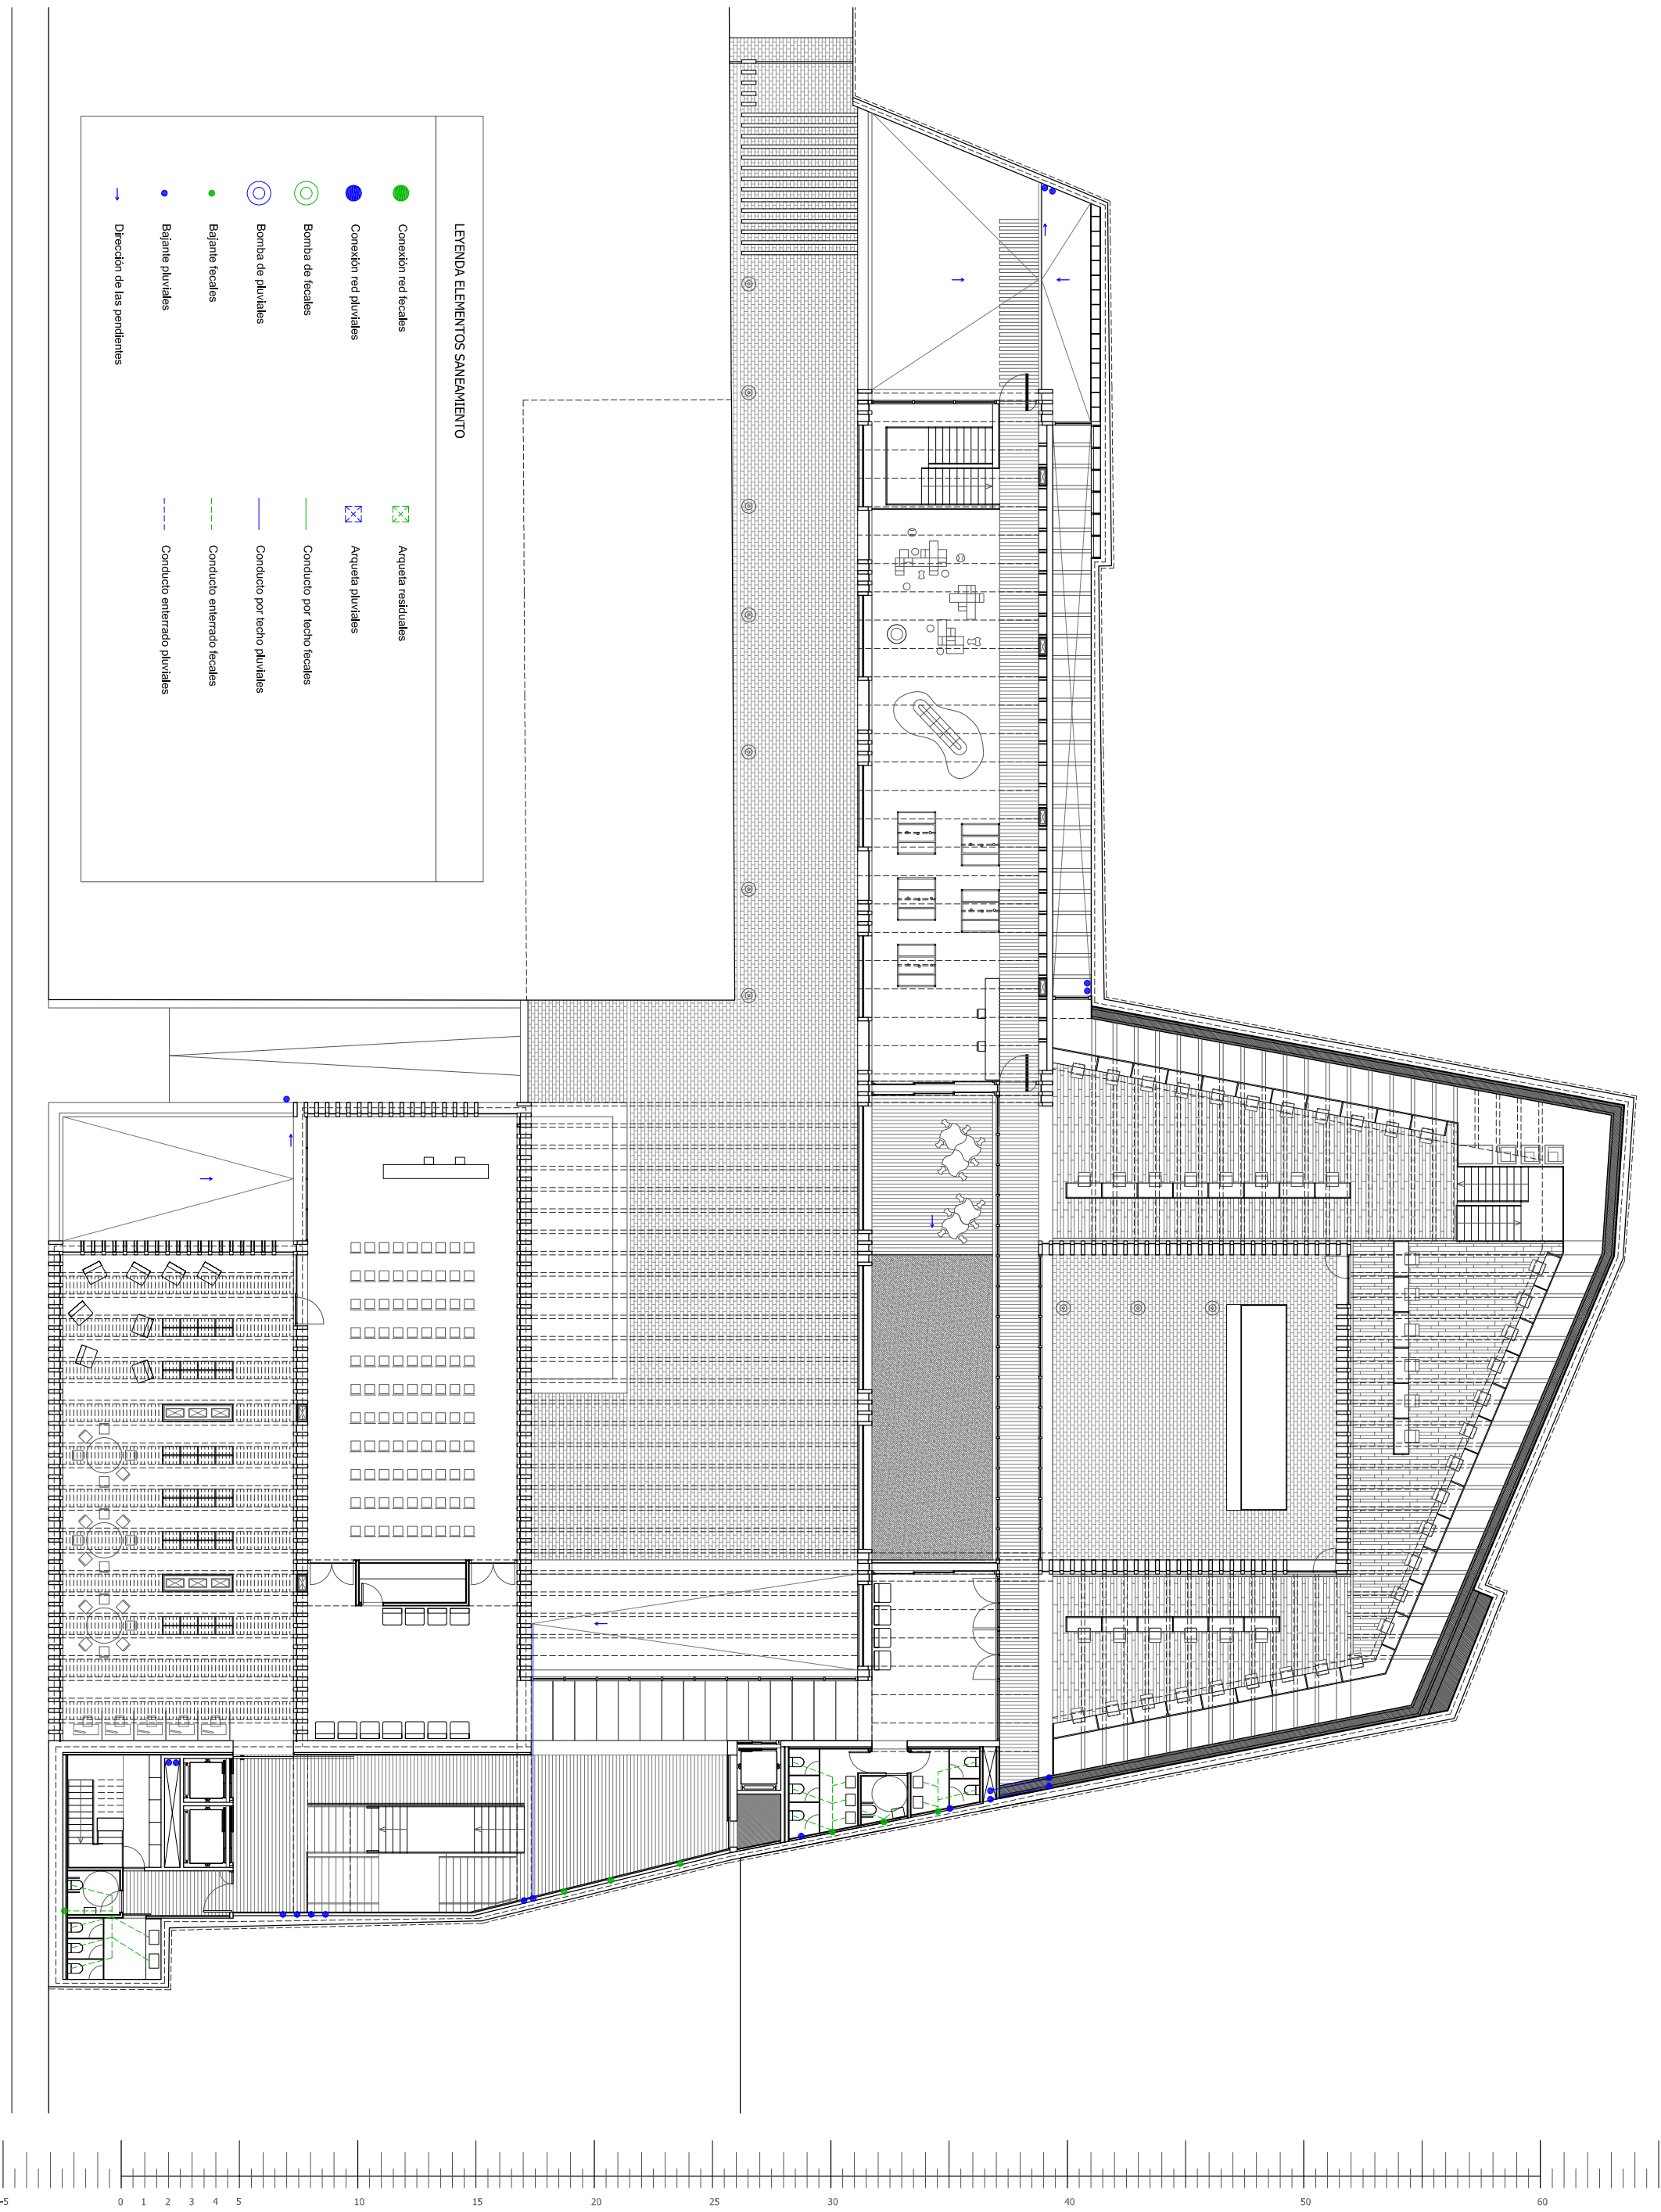 LEYENDA ELEMENTOS SANEAMIENTO
Conexión red fecales
Conexión red pluviales
Bomba de fecales
Bomba de pluviales
Bajante fecales
Bajante pluviales
Dirección de las pendientes
Arqueta residuales
Arqueta pluviales
Conducto por techo fecales
Conducto por techo pluviales
Conducto enterrado fecales
Conducto enterrado pluviales
-5 0 1 2 3 4 5 10 15 20 25 30 40 50 60